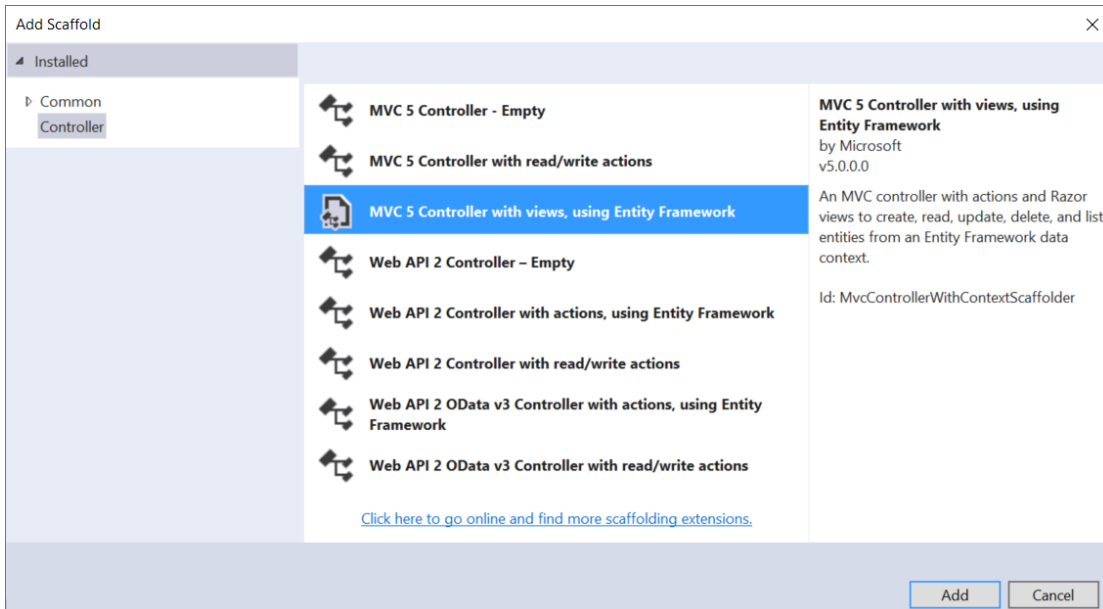 Add Scaffold
Installed
Common
Controller
MVC 5 Controller - Empty
MVC 5 Controller with read/write actions
MVC 5 Controller with views, using Entity Framework
Web API 2 Controller – Empty
Web API 2 Controller with actions, using Entity Framework
Web API 2 Controller with read/write actions
Web API 2 OData v3 Controller with actions, using Entity
Framework
Web API 2 OData v3 Controller with read/write actions
Click here to go online and find more scaffolding extensions.
MVC 5 Controller with views, using
Entity Framework
by Microsoft
v5.0.0.0
An MVC controller with actions and Razor
views to create, read, update, delete, and list
entities from an Entity Framework data
context.
Id: MvcControllerWithContextScaffolder
Add
Cancel